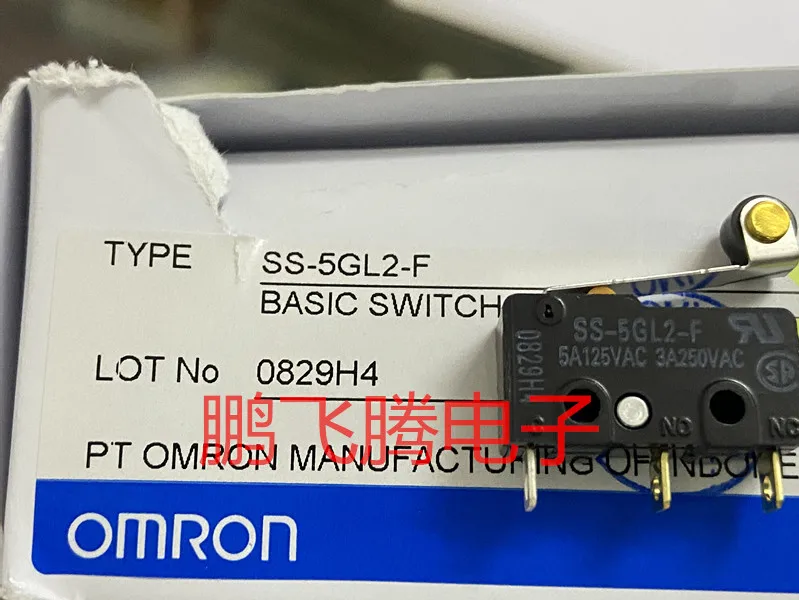 TYPE SS-5GL2-F
BASIC SWITCH
LOT No 0829H4
PT OMRON MANUFACTURING OF INDONE
OMRON
SS-5GL2-F
5A125VAC 3A250VAC
0829H4
NO
NC
鹏飞腾电子